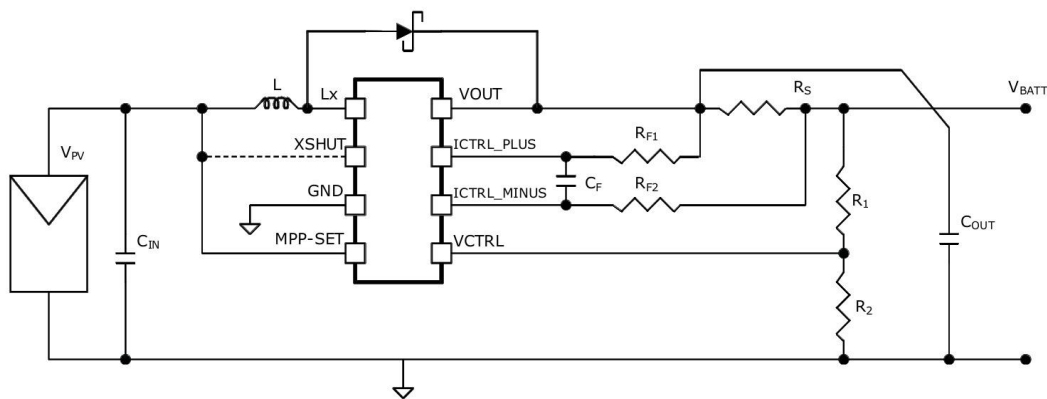 L
Lx
VOUT
RS
VBATT
VPV
XSHUT
ICTRL_PLUS
RF1
CF
GND
ICTRL_MINUS
RF2
R1
CIN
MPP-SET
VCTRL
COUT
R2